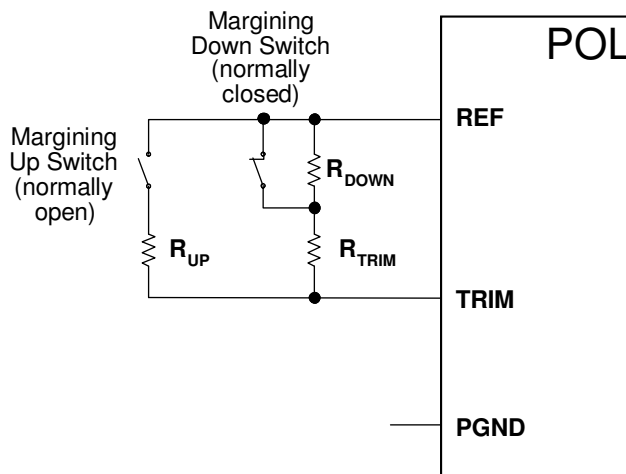 Margining
Down Switch
(normally
closed)
POL
REF
Margining
Up Switch
(normally
open)
RDOWN
RUP
RTRIM
TRIM
PGND